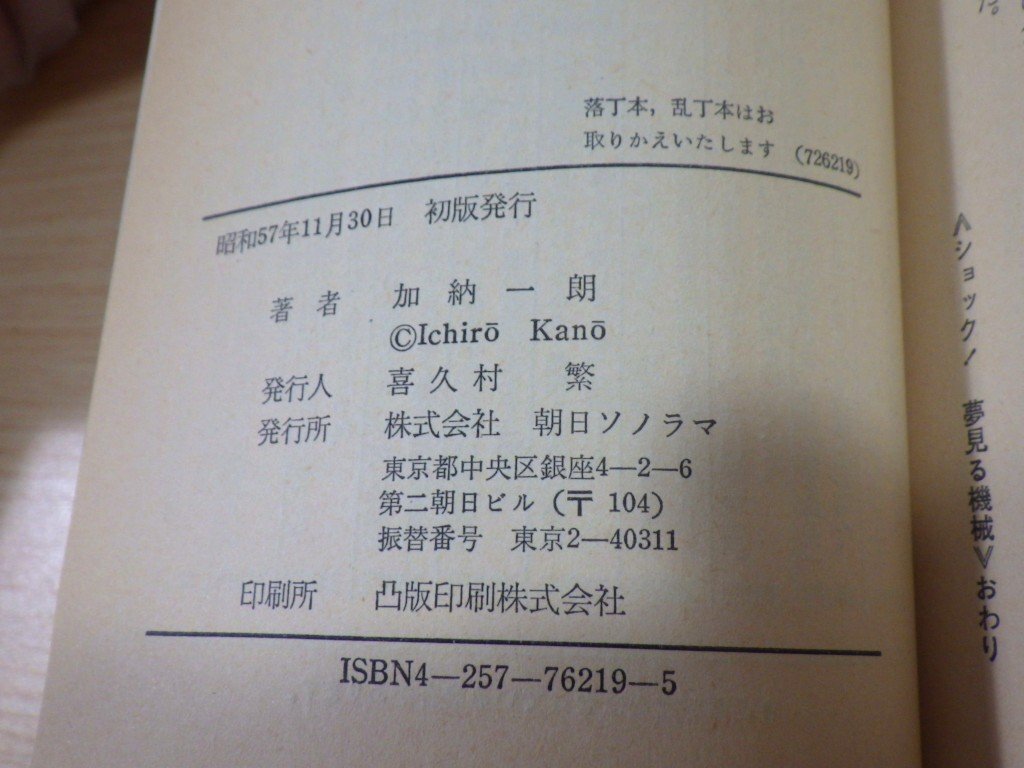 落丁本，乱丁本はお
取りかえいたします (726219)
昭和57年11月30日 初版発行
著者 加納一朗
©Ichirō Kanō
発行人 喜久村 繁
発行所 株式会社 朝日ソノラマ
東京都中央区銀座4―2―6
第二朝日ビル (〒 104)
振替番号 東京2―40311
印刷所 凸版印刷株式会社
ISBN4―257―76219―5
《ショック！ 夢見る機械》おわり